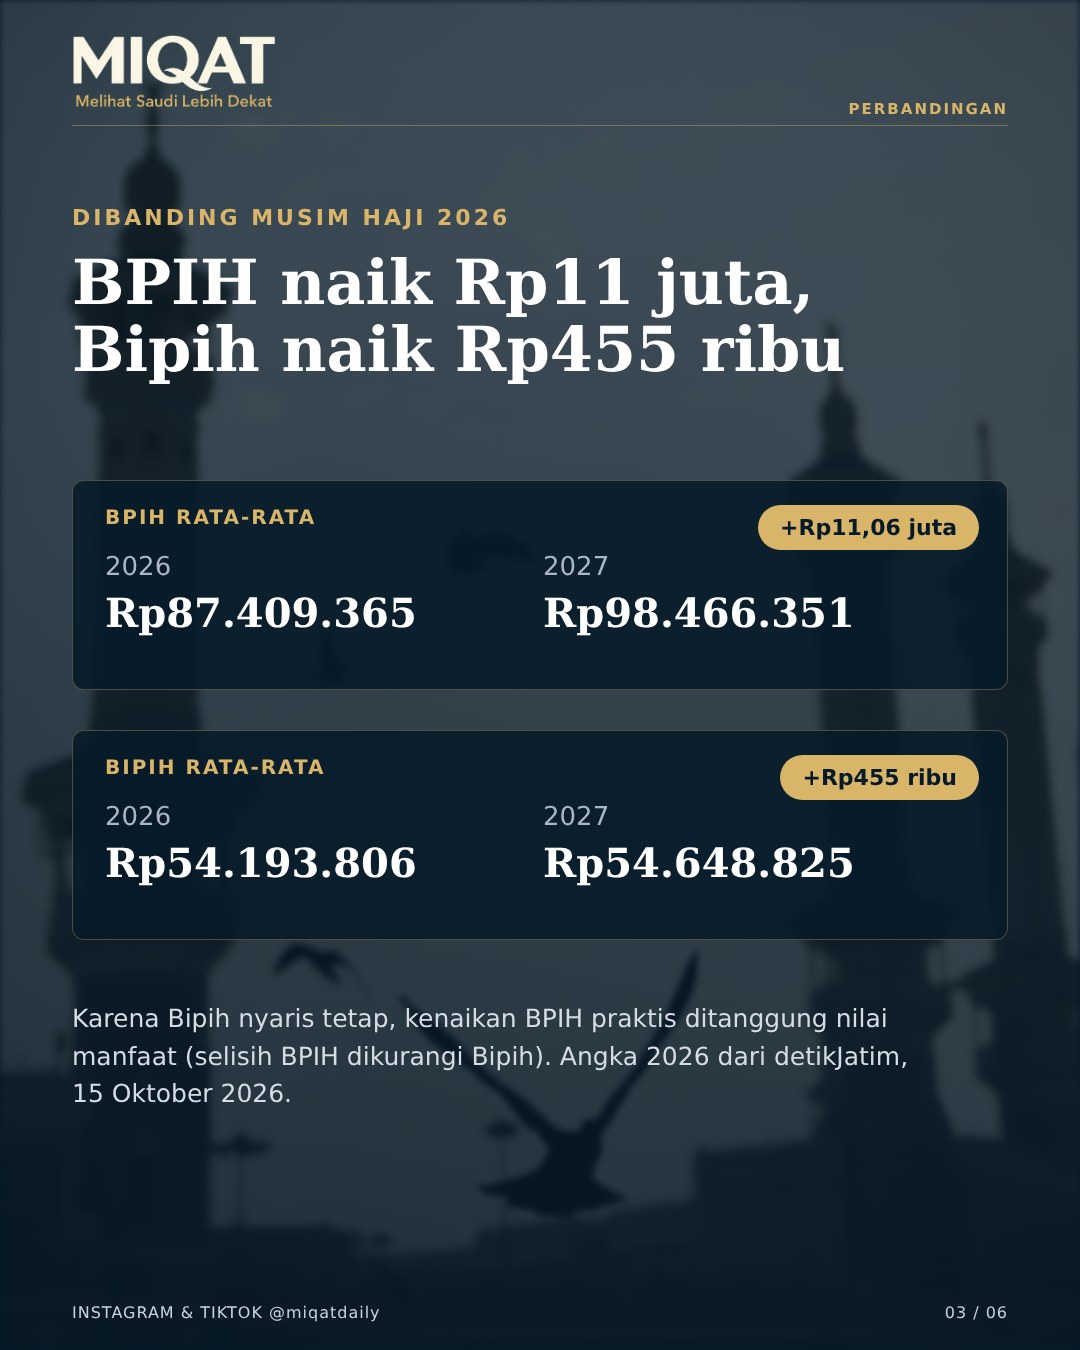 MIQAT
Melihat Saudi Lebih Dekat
PERBANDINGAN
DIBANDING MUSIM HAJI 2026
BPIH naik Rp11 juta,
Bipih naik Rp455 ribu
BPIH RATA-RATA
+Rp11,06 juta
2026
2027
Rp87.409.365
Rp98.466.351
BIPIH RATA-RATA
+Rp455 ribu
2026
2027
Rp54.193.806
Rp54.648.825
Karena Bipih nyaris tetap, kenaikan BPIH praktis ditanggung nilai
manfaat (selisih BPIH dikurangi Bipih). Angka 2026 dari detikJatim,
15 Oktober 2026.
INSTAGRAM & TIKTOK @miqatdaily
03 / 06